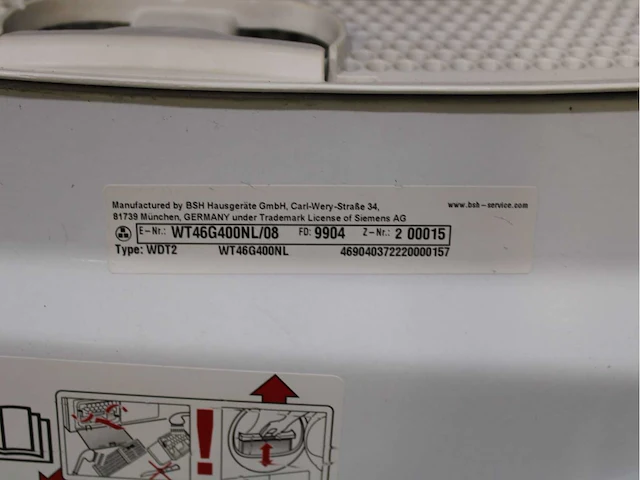 Manufactured by BSH Hausgeräte GmbH, Carl-Wery-Straße 34,
www.bsh-service.com
81739 München, GERMANY under Trademark License of Siemens AG
E-Nr.: WT46G400NL/08 FD: 9904 Z-Nr.: 2 00015
Type: WDT2 WT46G400NL 469040372220000157
!